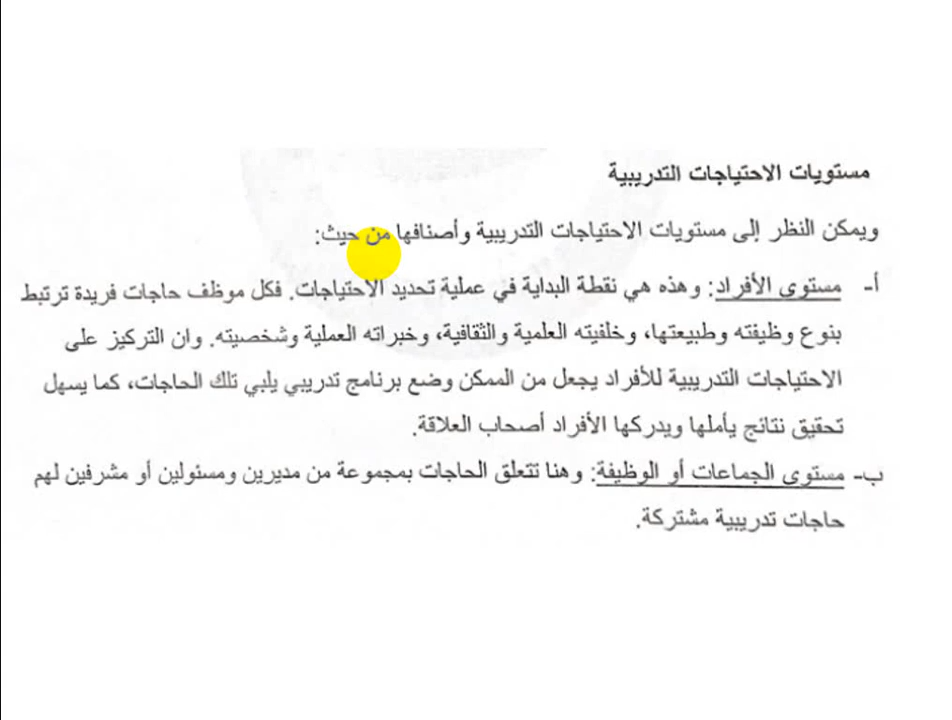 مستويات الاحتياجات التدريبية
ويمكن النظر إلى مستويات الاحتياجات التدريبية وأصنافها من حيث:
أ- مستوى الأفراد: وهذه هي نقطة البداية في عملية تحديد الاحتياجات. فكل موظف حاجات فريدة ترتبط
بنوع وظيفته وطبيعتها، وخلفيته العلمية والثقافية، وخبراته العملية وشخصيته. وان التركيز على
الاحتياجات التدريبية للأفراد يجعل من الممكن وضع برنامج تدريبي يلبي تلك الحاجات، كما يسهل
تحقيق نتائج يأملها ويدركها الأفراد أصحاب العلاقة.
ب- مستوى الجماعات أو الوظيفة: وهنا تتعلق الحاجات بمجموعة من مديرين ومسئولين أو مشرفين لهم
حاجات تدريبية مشتركة.